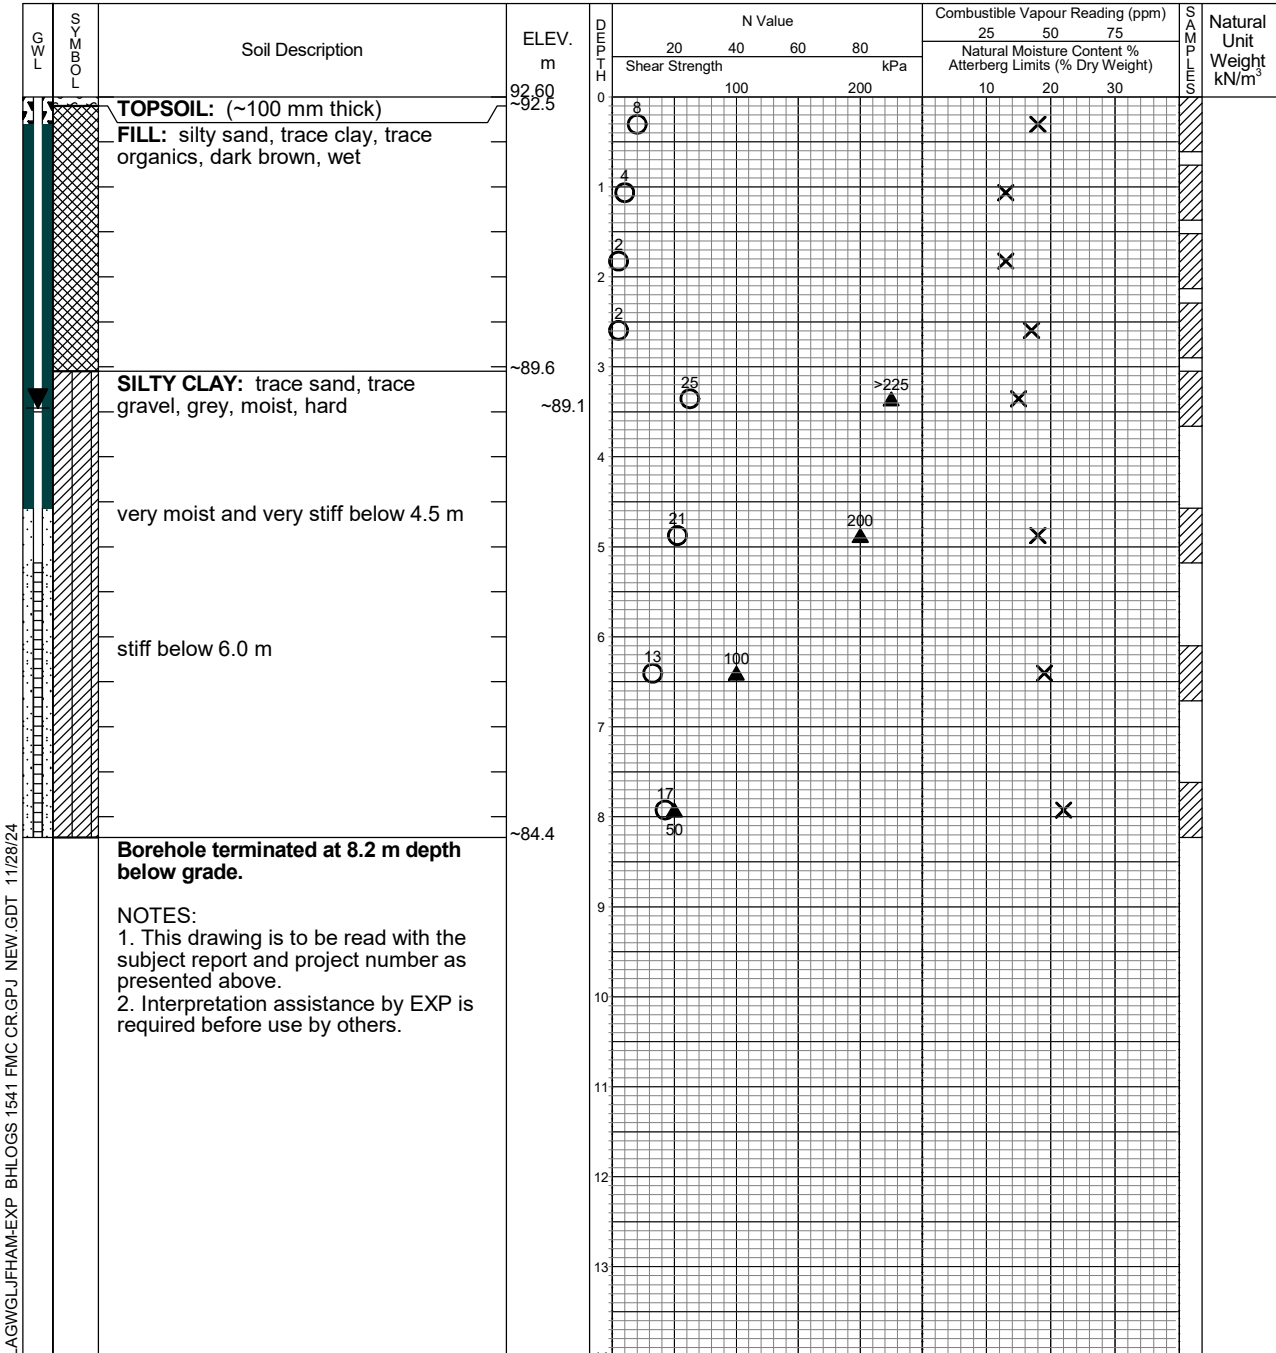 GWL
SYMBOL
Soil Description
ELEV.
m
DEPTH
N Value
20 40 60 80
Shear Strength kPa
100 200
Combustible Vapour Reading (ppm)
25 50 75
Natural Moisture Content %
Atterberg Limits (% Dry Weight)
10 20 30
SAMPLES
Natural
Unit
Weight
kN/m³
92.60
TOPSOIL: (~100 mm thick)
~92.5
FILL: silty sand, trace clay, trace
organics, dark brown, wet
~89.6
SILTY CLAY: trace sand, trace
gravel, grey, moist, hard
~89.1
very moist and very stiff below 4.5 m
stiff below 6.0 m
~84.4
Borehole terminated at 8.2 m depth
below grade.
NOTES:
1. This drawing is to be read with the
subject report and project number as
presented above.
2. Interpretation assistance by EXP is
required before use by others.
0
8
1
4
2
2
2
3
25
>225
4
21
200
5
6
13
100
7
17
50
8
9
10
11
12
13
AGWGLJFHAM-EXP BHLOGS 1541 FMC CR.GPJ NEW.GDT 11/28/24